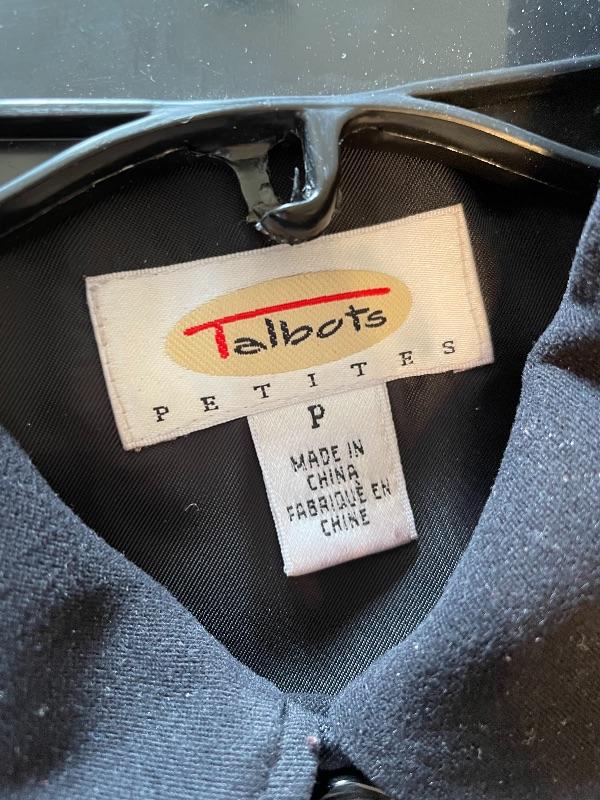 Talbots
PETITES
P
MADE IN
CHINA
FABRIQUÉ EN
CHINE